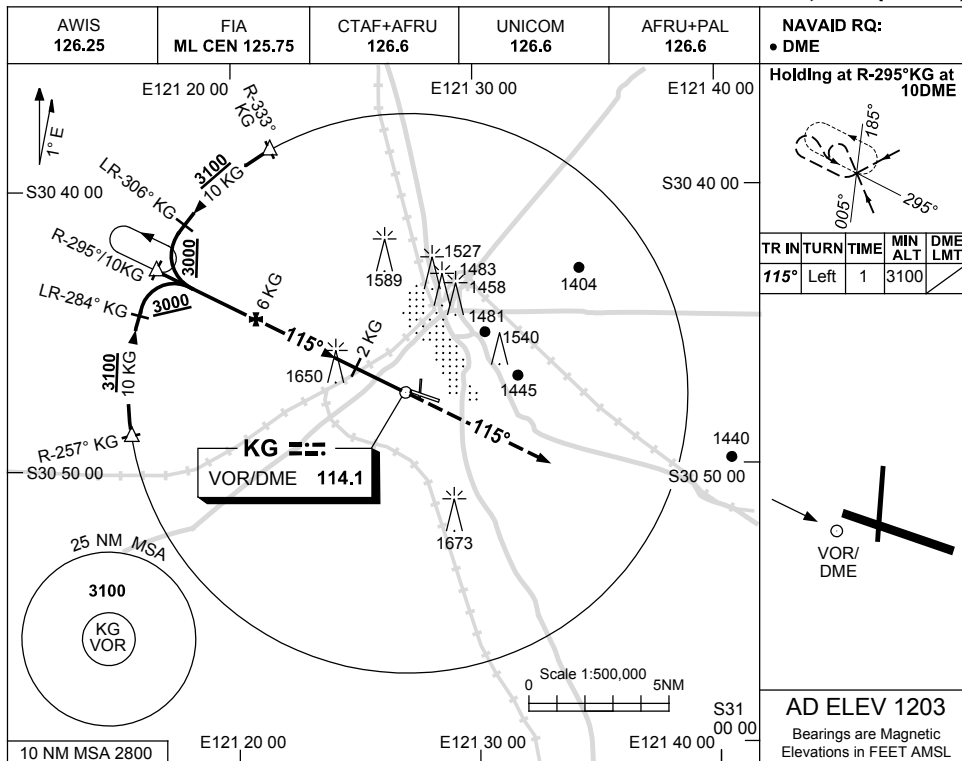 AWIS
126.25
FIA
ML CEN 125.75
CTAF+AFRU
126.6
UNICOM
126.6
AFRU+PAL
126.6
NAVAID RQ:
• DME
Holding at R-295°KG at
10DME
185°
005°
295°
TR IN TURN TIME MIN ALT DME LMT
115° Left 1 3100
E121 20 00
E121 30 00
E121 40 00
1° E
R-333° KG
3100
10 KG
S30 40 00
S30 40 00
LR-306° KG
R-295°/10KG
3000
LR-284° KG
3000
6 KG
115°
2 KG
1650
1589
1527
1483
1458
1404
1481
1540
1445
3100
10 KG
R-257° KG
S30 50 00
KG
VOR/DME 114.1
115°
1440
S30 50 00
1673
25 NM MSA
3100
KG
VOR
VOR/
DME
Scale 1:500,000
0 5NM
S31
00 00
10 NM MSA 2800
E121 20 00
E121 30 00
E121 40 00
AD ELEV 1203
Bearings are Magnetic
Elevations in FEET AMSL